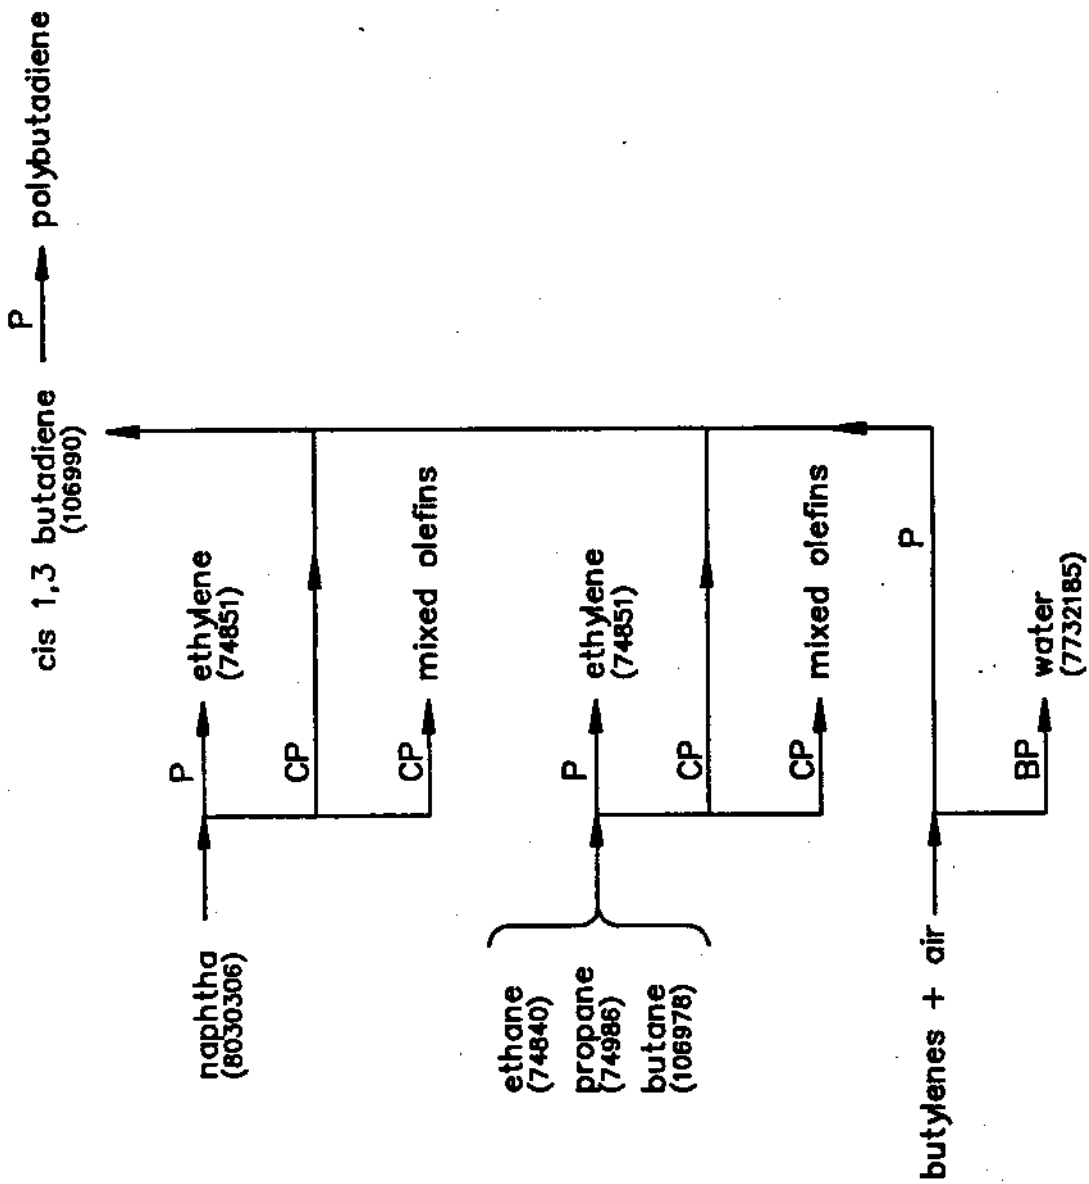 cis 1,3 butadiene
(106990)
P
polybutadiene
naphtha
(8030306)
P
ethylene
(74851)
CP
CP
mixed olefins
ethane
(74840)
propane
(74986)
butane
(106978)
P
ethylene
(74851)
CP
CP
mixed olefins
butylenes + air
P
BP
water
(7732185)